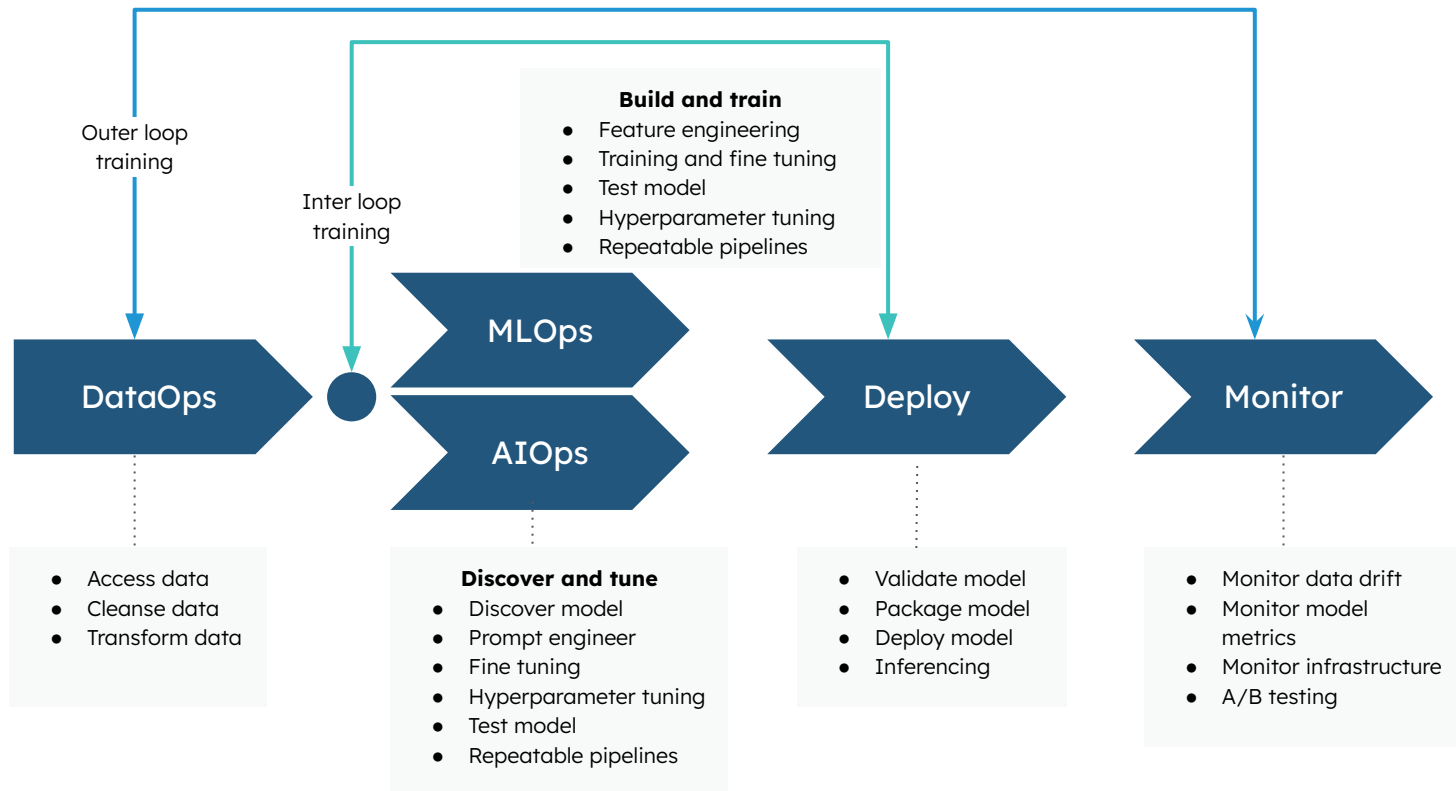 Outer loop
training
Inter loop
training
Build and train
● Feature engineering
● Training and fine tuning
● Test model
● Hyperparameter tuning
● Repeatable pipelines
DataOps
MLOps
AIOps
Deploy
Monitor
● Access data
● Cleanse data
● Transform data
Discover and tune
● Discover model
● Prompt engineer
● Fine tuning
● Hyperparameter tuning
● Test model
● Repeatable pipelines
● Validate model
● Package model
● Deploy model
● Inferencing
● Monitor data drift
● Monitor model
metrics
● Monitor infrastructure
● A/B testing